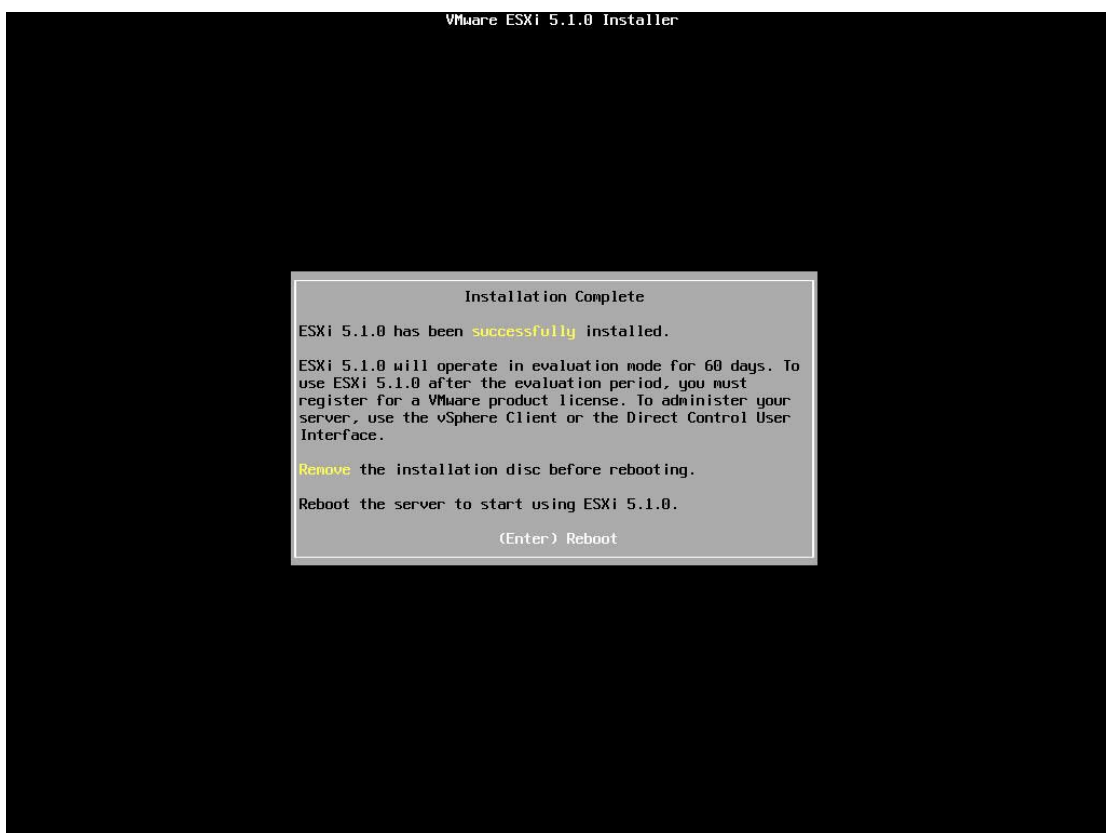 VMware ESXi 5.1.0 Installer
Installation Complete
ESXi 5.1.0 has been successfully installed.
ESXi 5.1.0 will operate in evaluation mode for 60 days. To
use ESXi 5.1.0 after the evaluation period, you must
register for a VMware product license. To administer your
server, use the vSphere Client or the Direct Control User
Interface.
Remove the installation disc before rebooting.
Reboot the server to start using ESXi 5.1.0.
(Enter) Reboot